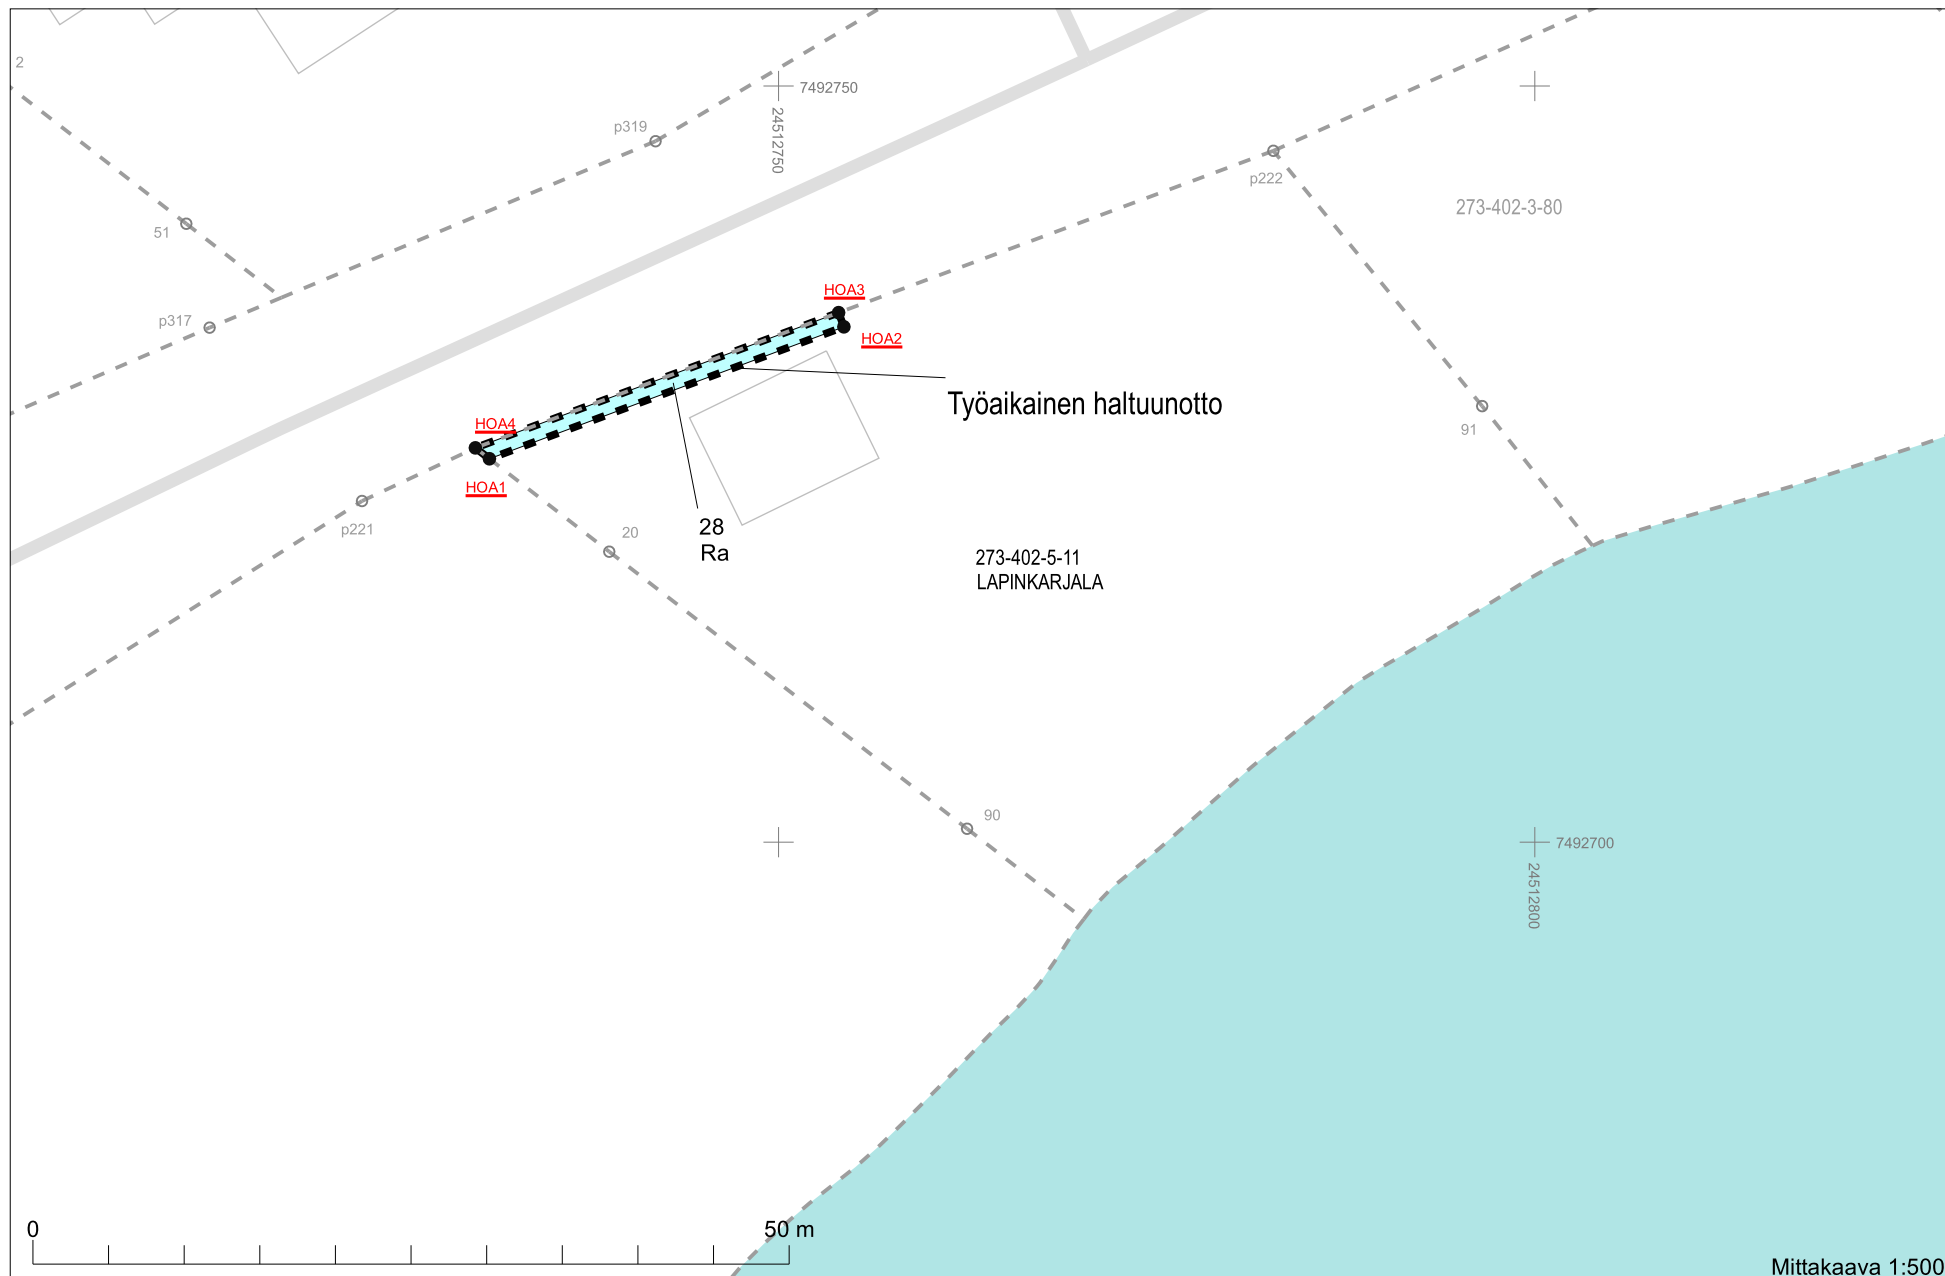 2
7492750
24512750
p319
p222
273-402-3-80
51
HOA3
p317
HOA2
Työaikainen haltuunotto
HOA4
91
HOA1
p221
28
Ra
20
273-402-5-11
LAPINKARJALA
90
7492700
24512800
0
50 m
Mittakaava 1:500